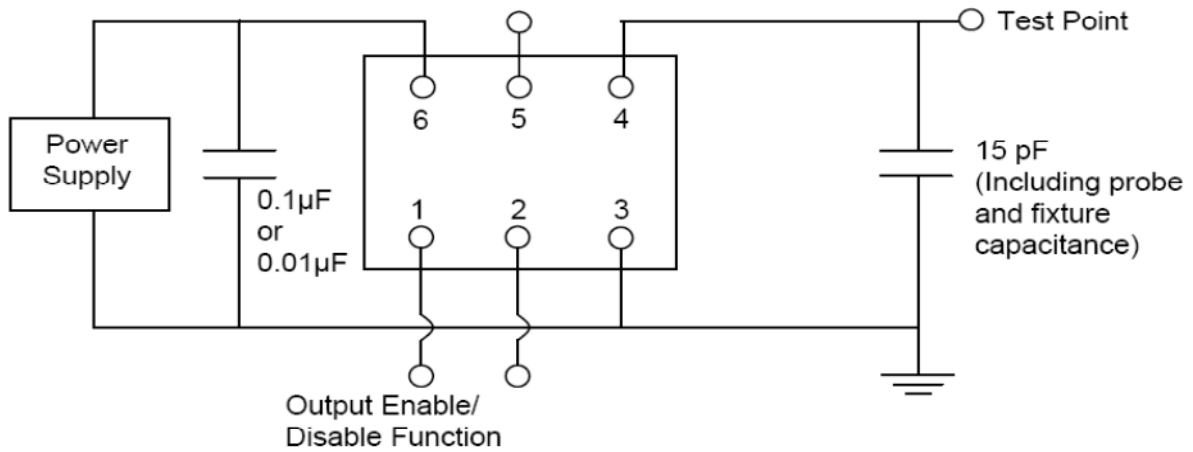 Test Point
6
5
4
Power
Supply
15 pF
(Including probe
and fixture
capacitance)
0.1µF
or
0.01µF
1
2
3
Output Enable/
Disable Function